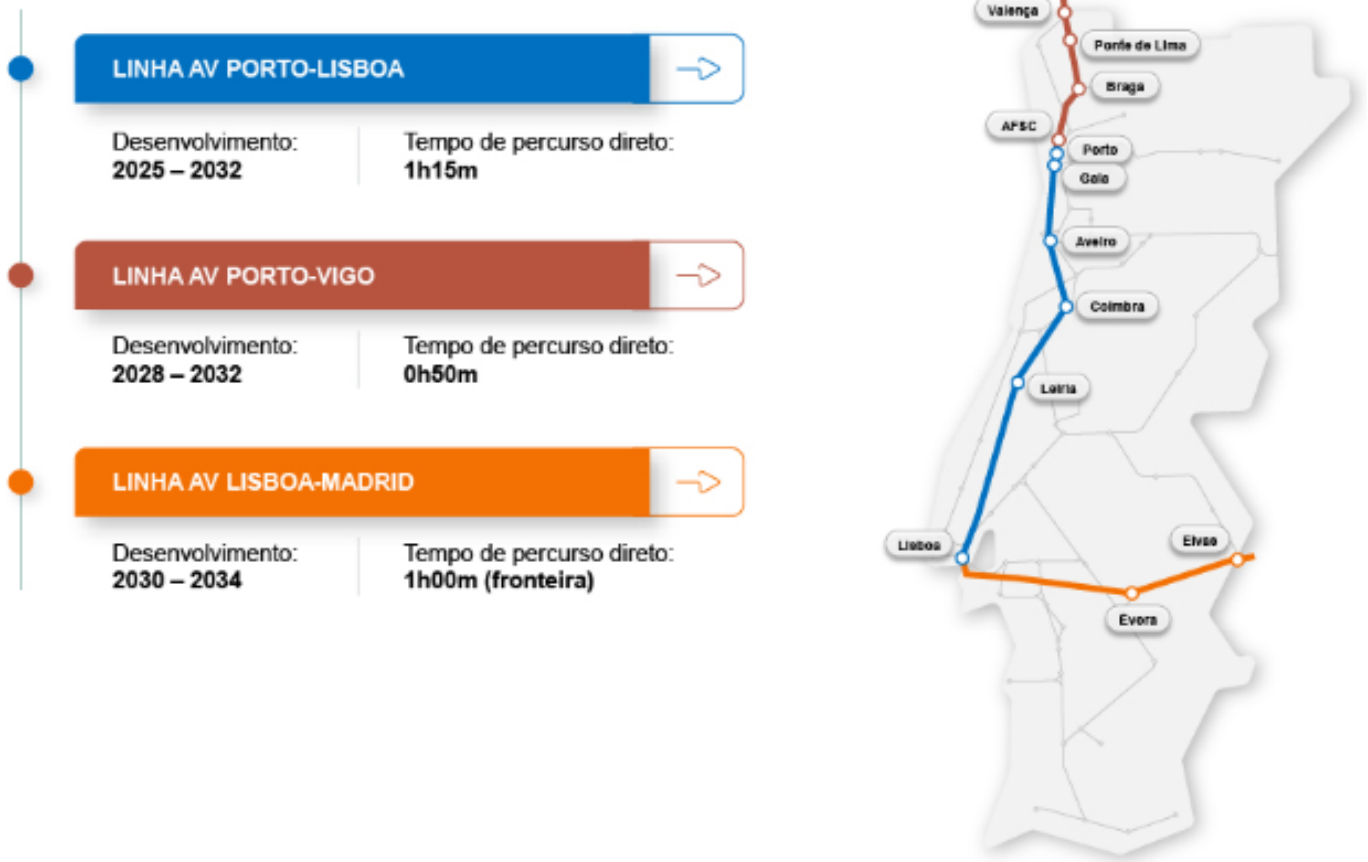 LINHA AV PORTO-LISBOA
Desenvolvimento:
2025 – 2032
Tempo de percurso direto:
1h15m
LINHA AV PORTO-VIGO
Desenvolvimento:
2028 – 2032
Tempo de percurso direto:
0h50m
LINHA AV LISBOA-MADRID
Desenvolvimento:
2030 – 2034
Tempo de percurso direto:
1h00m (fronteira)
Valença
Ponte de Lima
Braga
AFSC
Porto
Gaia
Aveiro
Coimbra
Leiria
Lisboa
Elvas
Evora